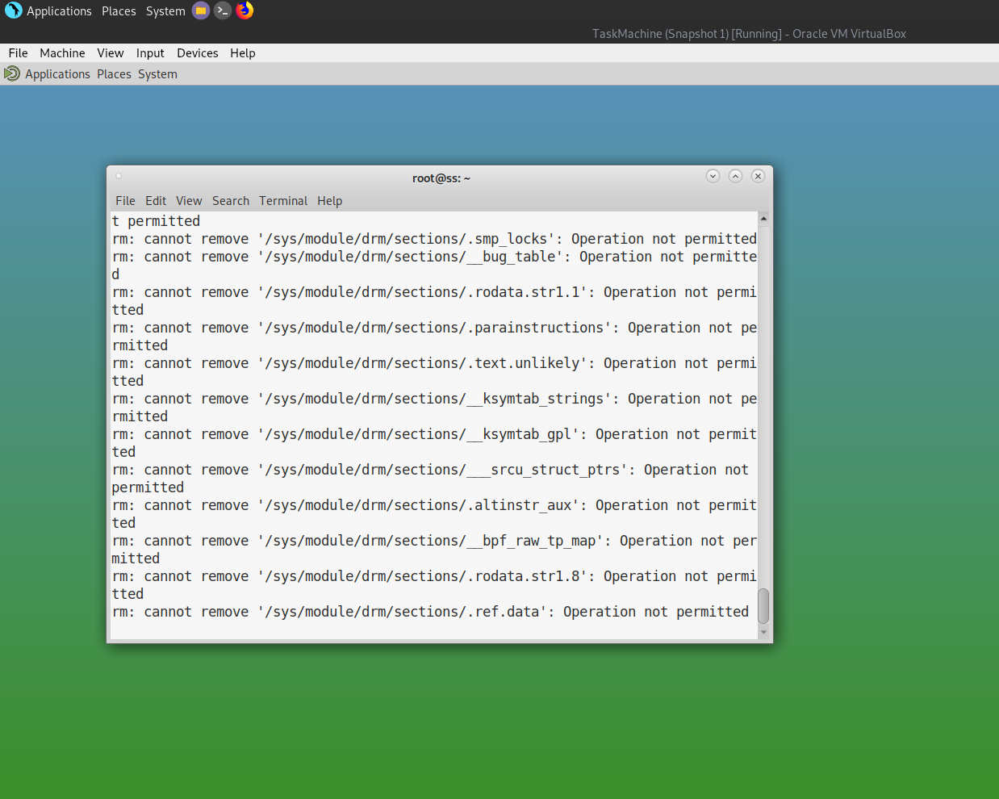 Applications Places System
TaskMachine (Snapshot 1) [Running] - Oracle VM VirtualBox
File Machine View Input Devices Help
Applications Places System
root@ss: ~
File Edit View Search Terminal Help
t permitted
rm: cannot remove '/sys/module/drm/sections/.smp_locks': Operation not permitted
rm: cannot remove '/sys/module/drm/sections/__bug_table': Operation not permitte
d
rm: cannot remove '/sys/module/drm/sections/.rodata.str1.1': Operation not permi
tted
rm: cannot remove '/sys/module/drm/sections/.parainstructions': Operation not pe
rmitted
rm: cannot remove '/sys/module/drm/sections/.text.unlikely': Operation not permi
tted
rm: cannot remove '/sys/module/drm/sections/__ksymtab_strings': Operation not pe
rmitted
rm: cannot remove '/sys/module/drm/sections/__ksymtab_gpl': Operation not permit
ted
rm: cannot remove '/sys/module/drm/sections/___srcu_struct_ptrs': Operation not
permitted
rm: cannot remove '/sys/module/drm/sections/.altinstr_aux': Operation not permit
ted
rm: cannot remove '/sys/module/drm/sections/__bpf_raw_tp_map': Operation not per
mitted
rm: cannot remove '/sys/module/drm/sections/.rodata.str1.8': Operation not permi
tted
rm: cannot remove '/sys/module/drm/sections/.ref.data': Operation not permitted